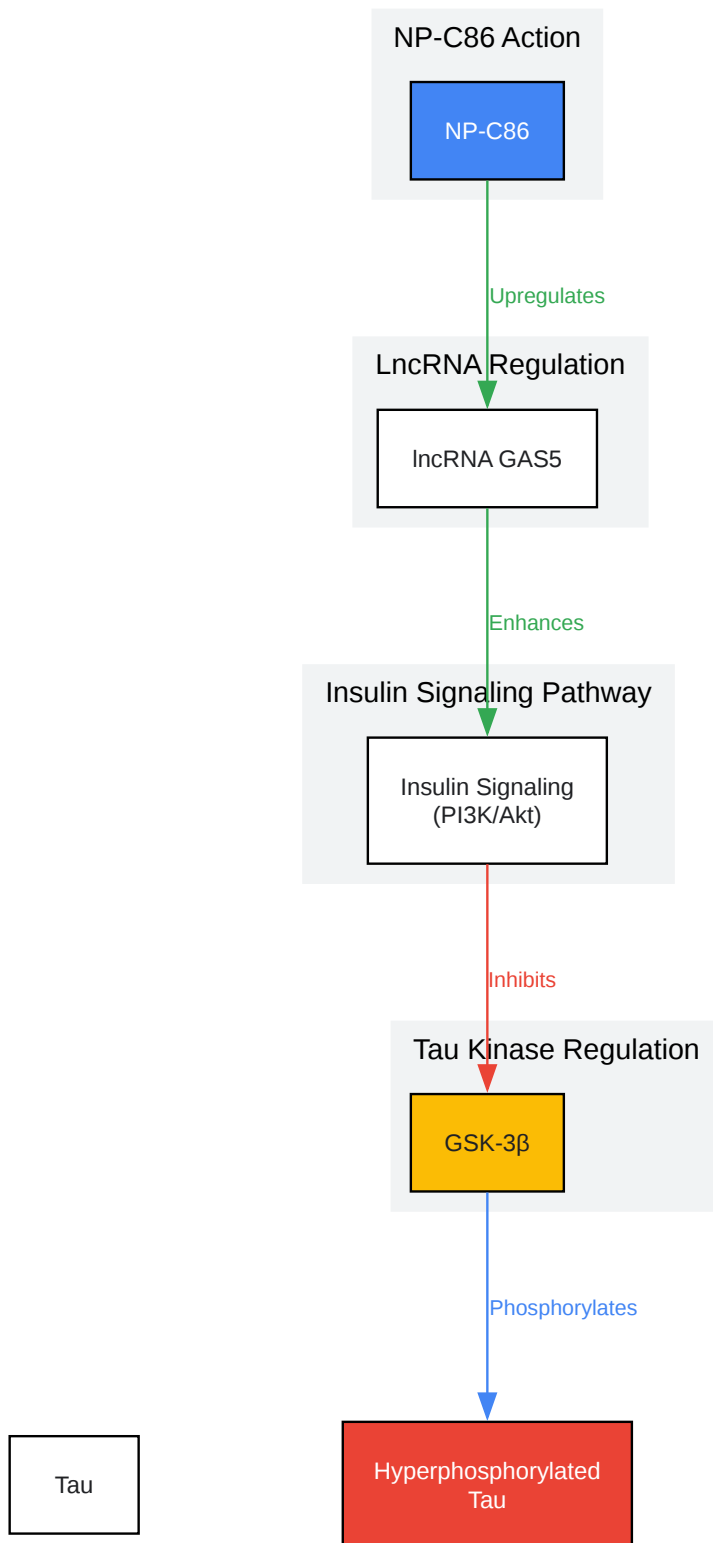 NP-C86 Action
NP-C86
Upregulates
LncRNA Regulation
lncRNA GAS5
Enhances
Insulin Signaling Pathway
Insulin Signaling
(PI3K/Akt)
Inhibits
Tau Kinase Regulation
GSK-3β
Phosphorylates
Tau
Hyperphosphorylated
Tau